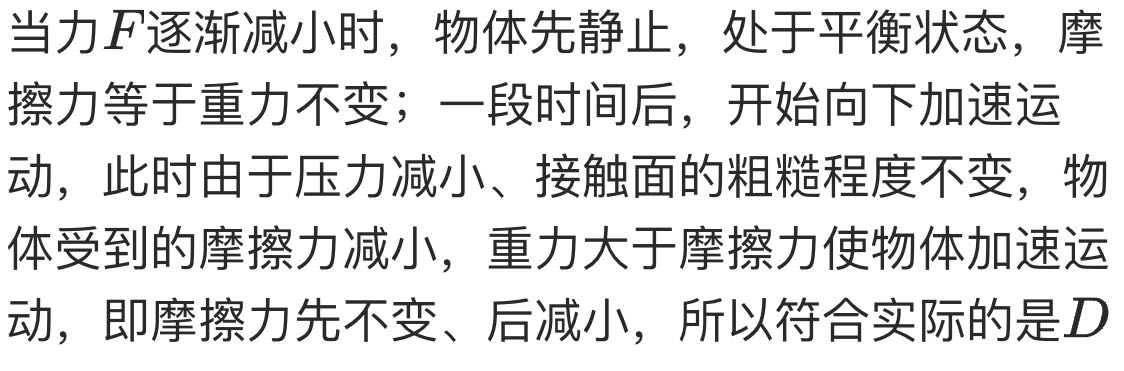 当力F逐渐减小时，物体先静止，处于平衡状态，摩
擦力等于重力不变；一段时间后，开始向下加速运
动，此时由于压力减小、接触面的粗糙程度不变，物
体受到的摩擦力减小，重力大于摩擦力使物体加速运
动，即摩擦力先不变、后减小，所以符合实际的是D